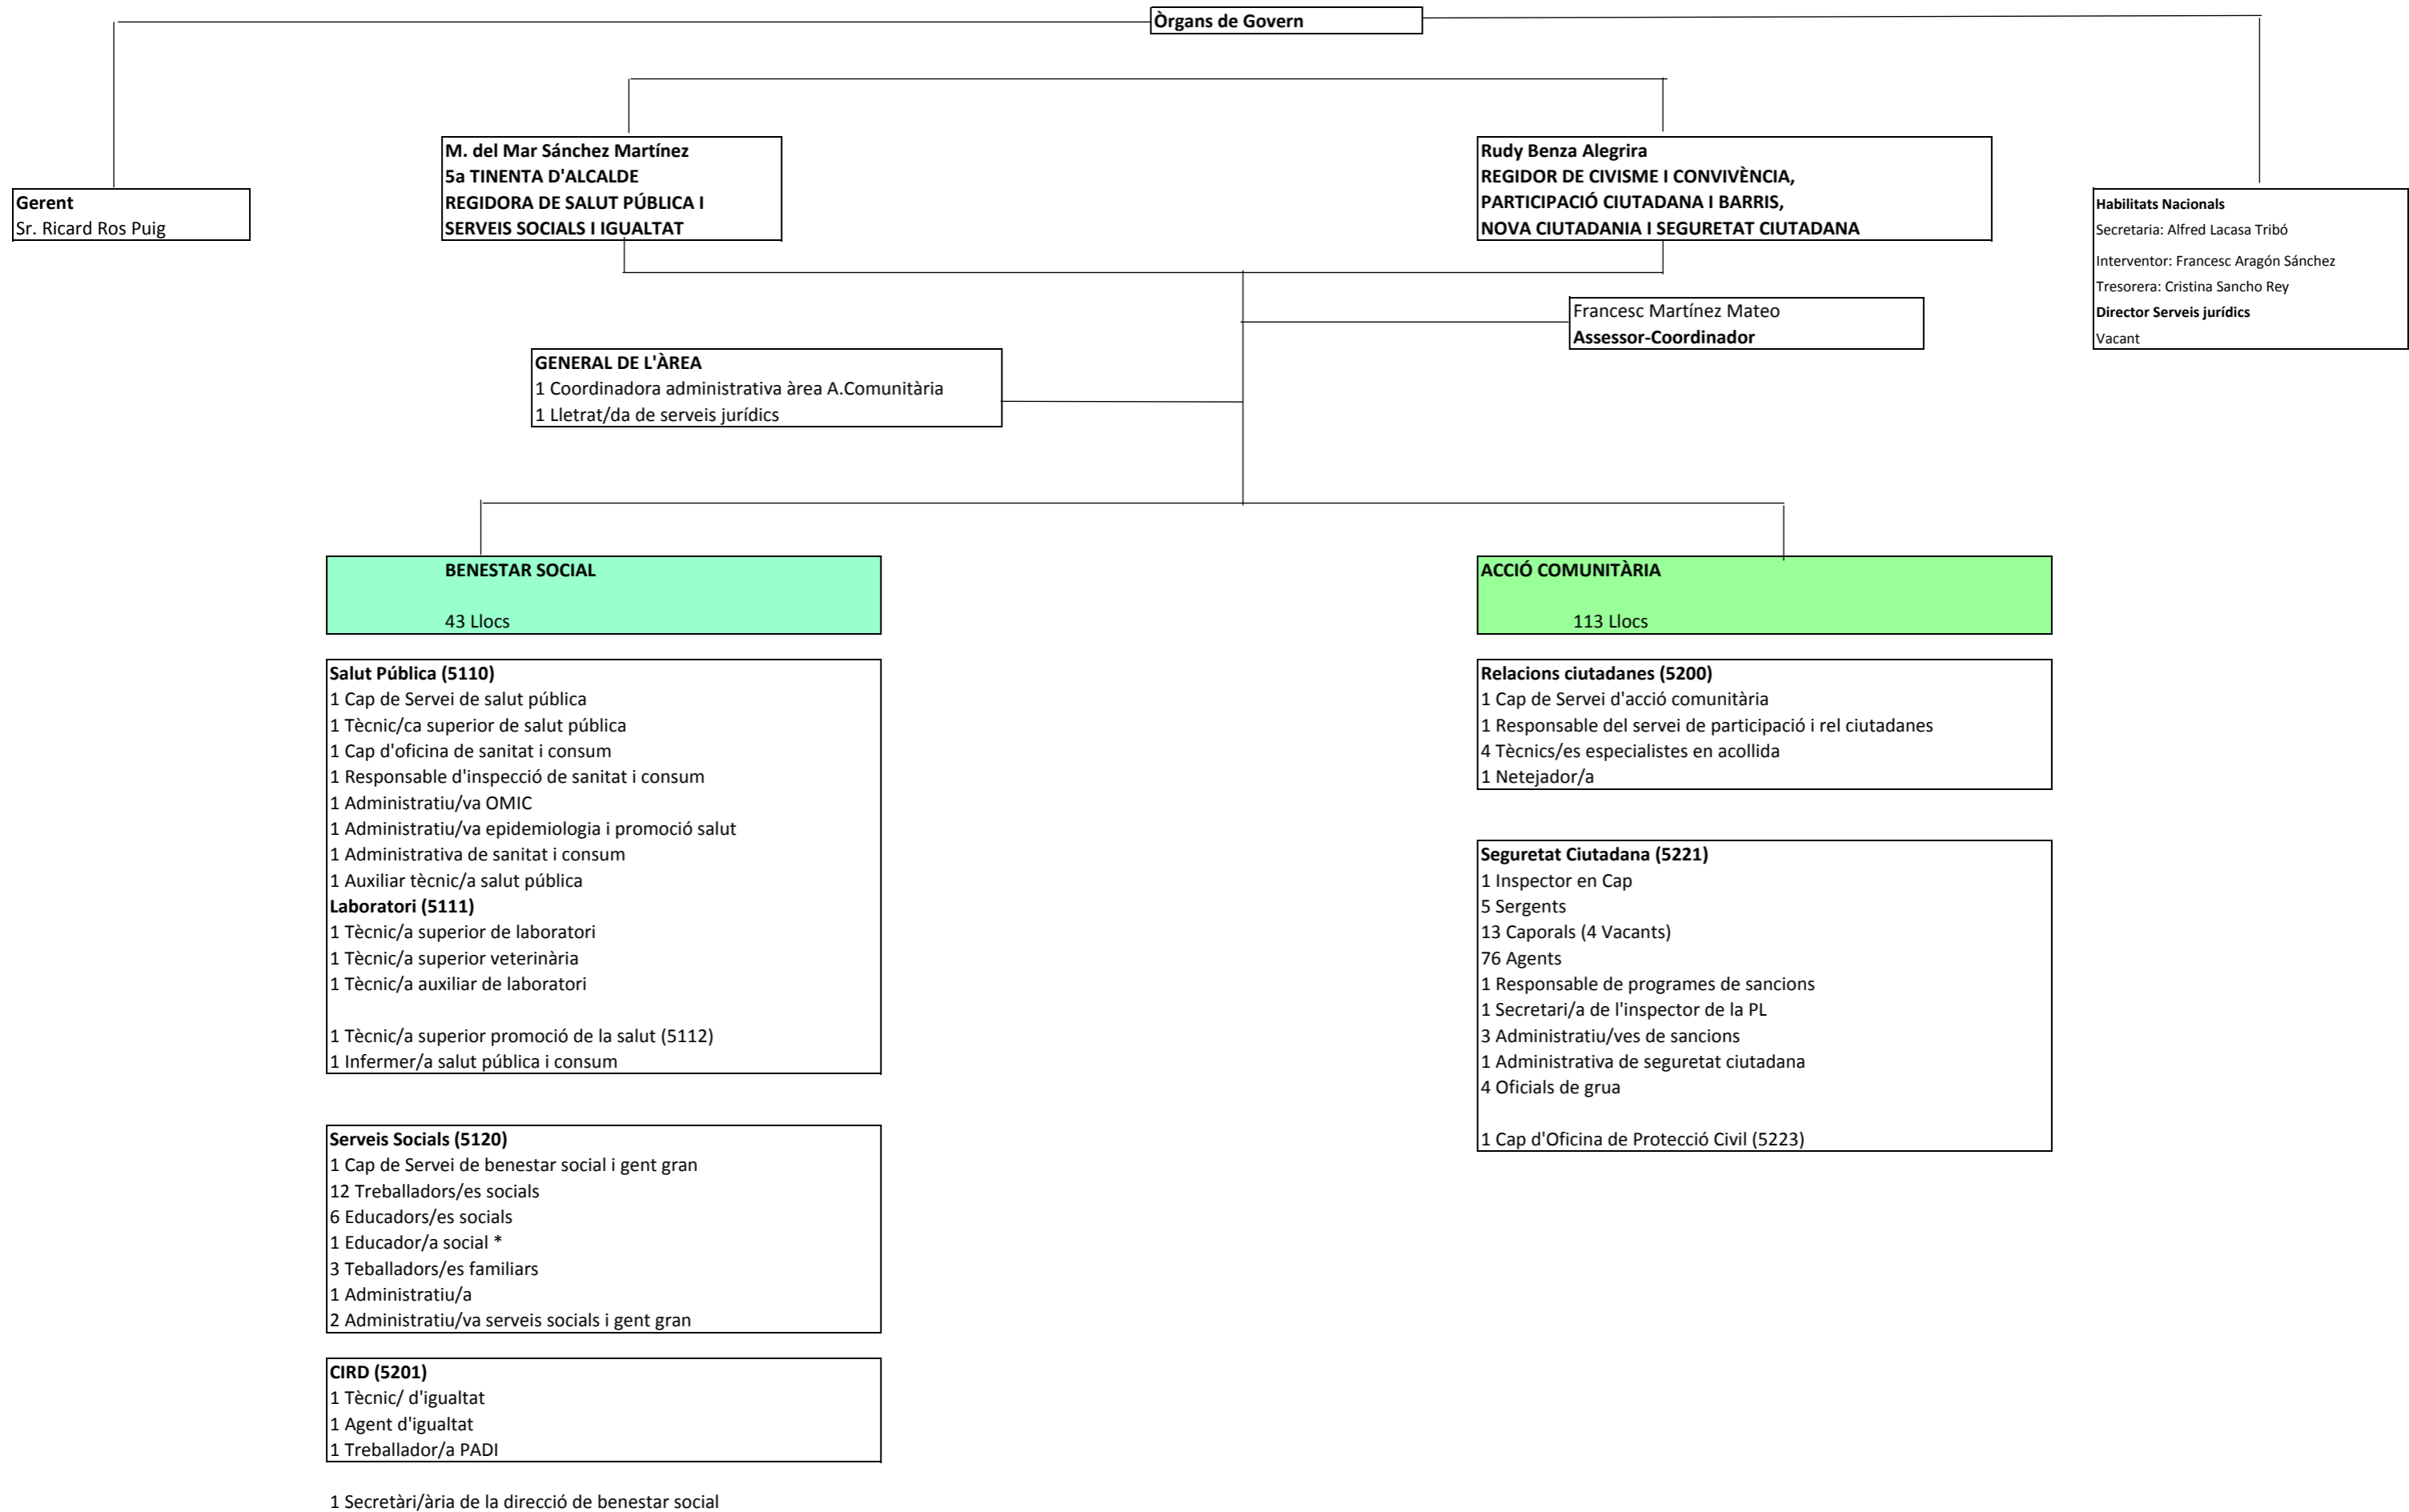 Òrgans de Govern
Gerent
Sr. Ricard Ros Puig
M. del Mar Sánchez Martínez
5a TINENTA D'ALCALDE
REGIDORA DE SALUT PÚBLICA I
SERVEIS SOCIALS I IGUALTAT
Rudy Benza Alegrira
REGIDOR DE CIVISME I CONVIVÈNCIA,
PARTICIPACIÓ CIUTADANA I BARRIS,
NOVA CIUTADANIA I SEGURETAT CIUTADANA
Habilitats Nacionals
Secretaria: Alfred Lacasa Tribó
Interventor: Francesc Aragón Sánchez
Tresorera: Cristina Sancho Rey
Director Serveis jurídics
Vacant
Francesc Martínez Mateo
Assessor-Coordinador
GENERAL DE L'ÀREA
1 Coordinadora administrativa àrea A.Comunitària
1 Lletrat/da de serveis jurídics
BENESTAR SOCIAL
43 Llocs
Salut Pública (5110)
1 Cap de Servei de salut pública
1 Tècnic/ca superior de salut pública
1 Cap d'oficina de sanitat i consum
1 Responsable d'inspecció de sanitat i consum
1 Administratiu/va OMIC
1 Administratiu/va epidemiologia i promoció salut
1 Administrativa de sanitat i consum
1 Auxiliar tècnic/a salut pública
Laboratori (5111)
1 Tècnic/a superior de laboratori
1 Tècnic/a superior veterinària
1 Tècnic/a auxiliar de laboratori
1 Tècnic/a superior promoció de la salut (5112)
1 Infermer/a salut pública i consum
Serveis Socials (5120)
1 Cap de Servei de benestar social i gent gran
12 Treballadors/es socials
6 Educadors/es socials
1 Educador/a social *
3 Teballadors/es familiars
1 Administratiu/a
2 Administratiu/va serveis socials i gent gran
CIRD (5201)
1 Tècnic/ d'igualtat
1 Agent d'igualtat
1 Treballador/a PADI
1 Secretàri/ària de la direcció de benestar social
ACCIÓ COMUNITÀRIA
113 Llocs
Relacions ciutadanes (5200)
1 Cap de Servei d'acció comunitària
1 Responsable del servei de participació i rel ciutadanes
4 Tècnics/es especialistes en acollida
1 Netejador/a
Seguretat Ciutadana (5221)
1 Inspector en Cap
5 Sergents
13 Caporals (4 Vacants)
76 Agents
1 Responsable de programes de sancions
1 Secretari/a de l'inspector de la PL
3 Administratiu/ves de sancions
1 Administrativa de seguretat ciutadana
4 Oficials de grua
1 Cap d'Oficina de Protecció Civil (5223)